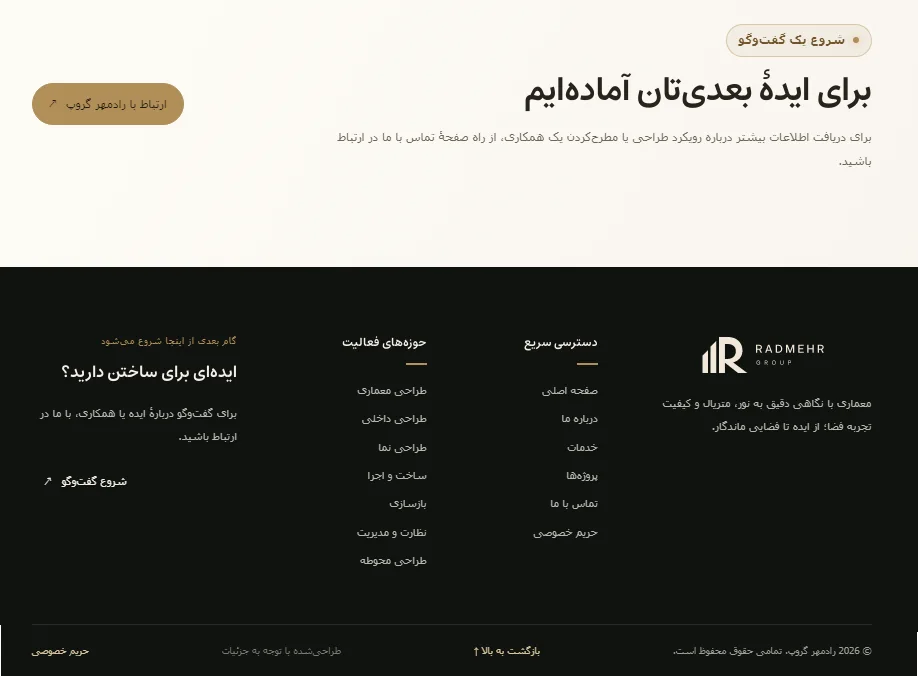 شروع یک گفت‌وگو
برای ایدهٔ بعدی‌تان آماده‌ایم
برای دریافت اطلاعات بیشتر درباره رویکرد طراحی یا مطرح‌کردن یک همکاری، از راه صفحهٔ تماس با ما در ارتباط
باشید.
ارتباط با رادمهر گروپ ↗
RADMEHR
GROUP
معماری با نگاهی دقیق به نور، متریال و کیفیت
تجربه فضا؛ از ایده تا فضایی ماندگار.
دسترسی سریع
صفحه اصلی
درباره ما
خدمات
پروژه‌ها
تماس با ما
حریم خصوصی
حوزه‌های فعالیت
طراحی معماری
طراحی داخلی
طراحی نما
ساخت و اجرا
بازسازی
نظارت و مدیریت
طراحی محوطه
گام بعدی از اینجا شروع می‌شود
ایده‌ای برای ساختن دارید؟
برای گفت‌وگو دربارهٔ ایده یا همکاری، با ما در
ارتباط باشید.
شروع گفت‌وگو ↗
© 2026 رادمهر گروپ. تمامی حقوق محفوظ است.
بازگشت به بالا ↑
طراحی‌شده با توجه به جزئیات
حریم خصوصی